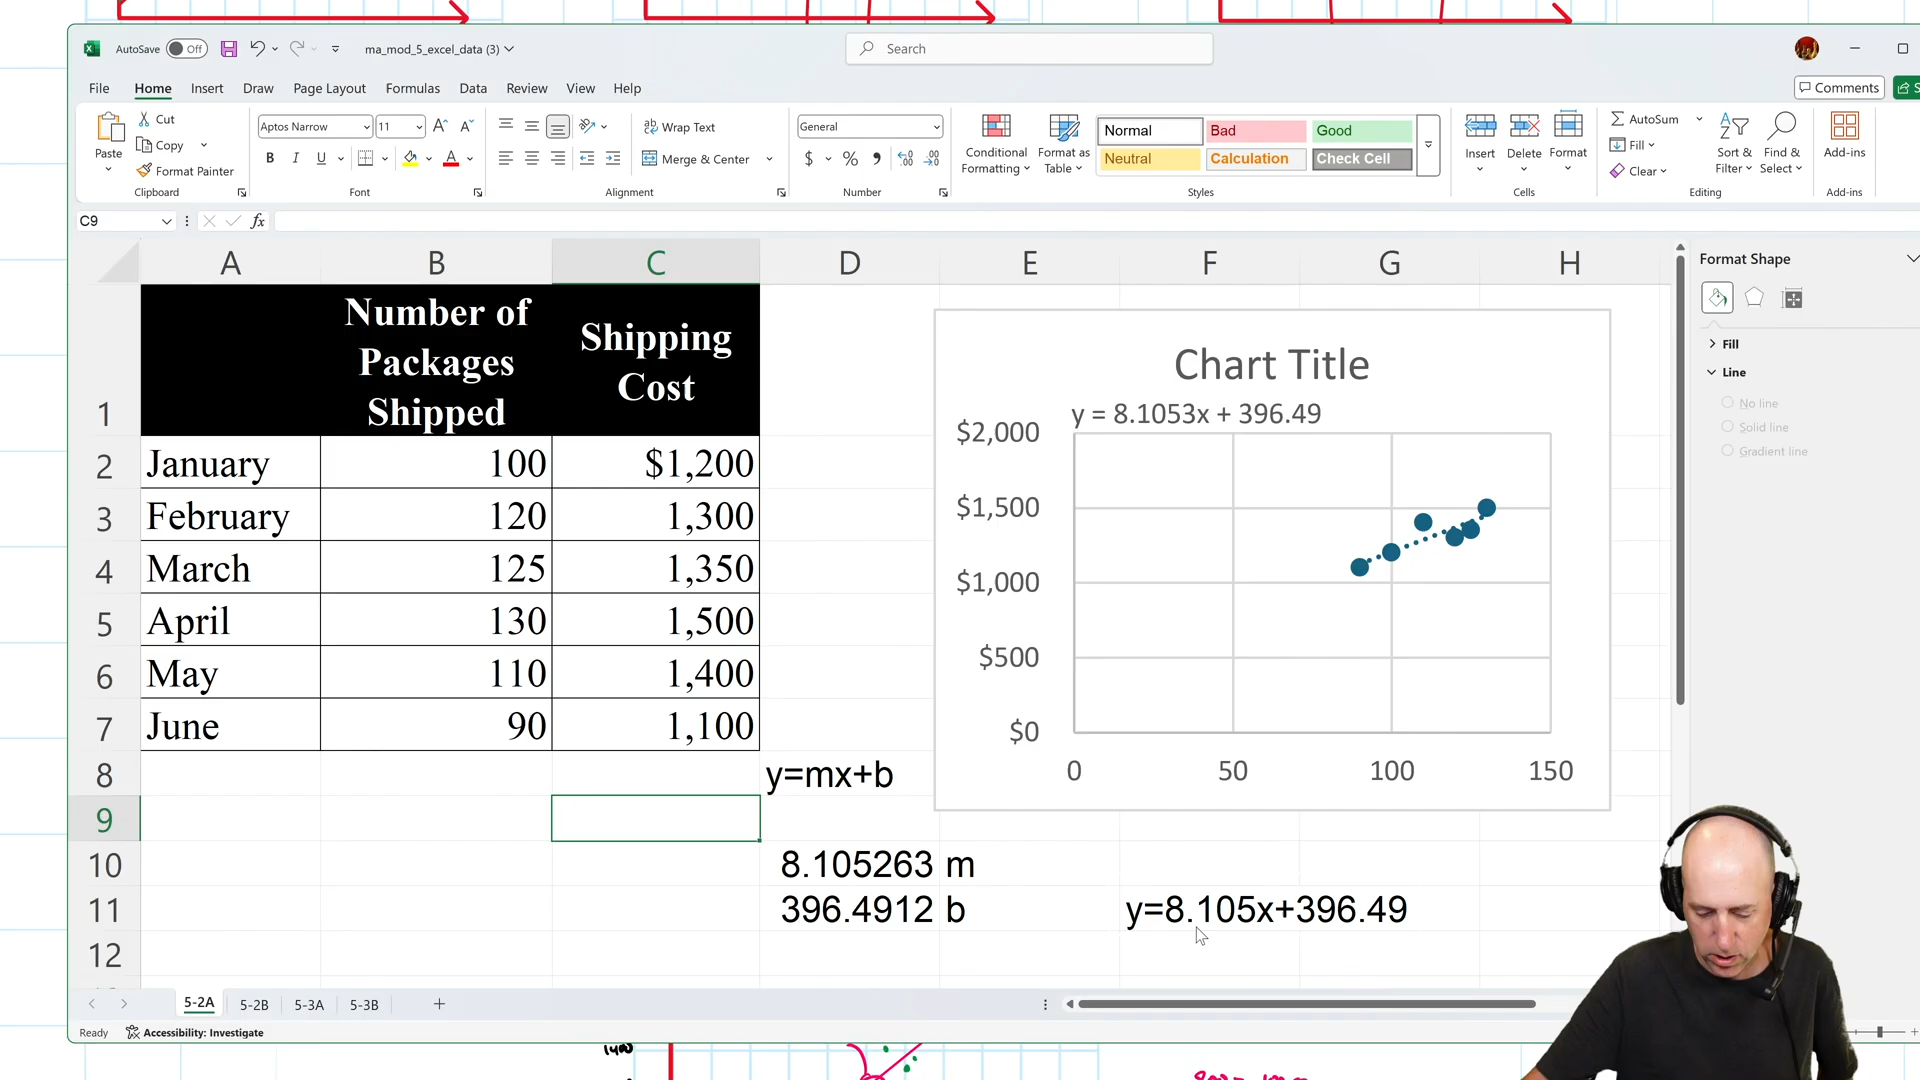 AutoSave Off ma_mod_5_excel_data (3) Search
File Home Insert Draw Page Layout Formulas Data Review View Help Comments
Paste Cut Copy Format Painter Clipboard
Aptos Narrow 11 B I U A Font
Wrap Text Merge & Center Alignment
General $ % Number
Conditional Formatting Format as Table
Normal Bad Good
Neutral Calculation Check Cell
Styles
Insert Delete Format Cells
AutoSum Fill Clear Sort & Filter Find & Select Editing
Add-ins Add-ins
C9 fx
A B C D E F G H
1 Number of Packages Shipped Shipping Cost
2 January 100 $1,200
3 February 120 1,300
4 March 125 1,350
5 April 130 1,500
6 May 110 1,400
7 June 90 1,100
8 y=mx+b
9
10 8.105263 m
11 396.4912 b y=8.105x+396.49
12
Chart Title
y = 8.1053x + 396.49
$2,000
$1,500
$1,000
$500
$0
0 50 100 150
Format Shape
Fill
Line
No line
Solid line
Gradient line
5-2A 5-2B 5-3A 5-3B
Ready Accessibility: Investigate
1400